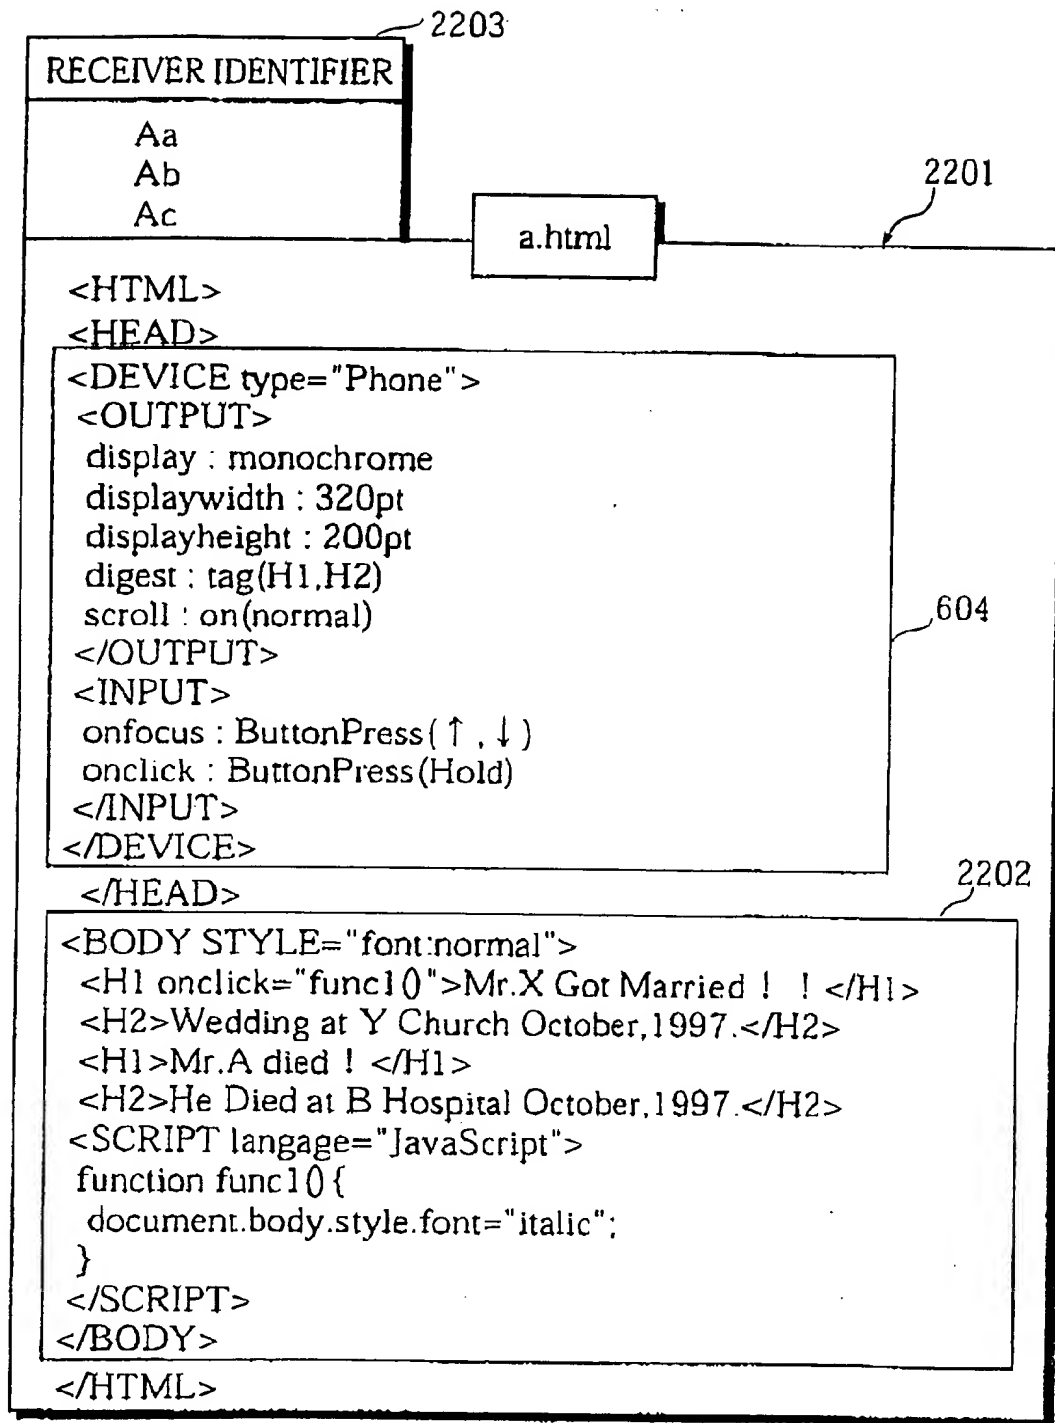 2203
RECEIVER IDENTIFIER
Aa
Ab
Ac
2201
a.html
<HTML>
<HEAD>
<DEVICE type="Phone">
<OUTPUT>
display : monochrome
displaywidth : 320pt
displayheight : 200pt
digest : tag(H1,H2)
scroll : on(normal)
</OUTPUT>
<INPUT>
onfocus : ButtonPress(↑,↓)
onclick : ButtonPress(Hold)
</INPUT>
</DEVICE>
604
</HEAD>
2202
<BODY STYLE="font:normal">
<H1 onclick="func1()">Mr.X Got Married ! ! </H1>
<H2>Wedding at Y Church October,1997.</H2>
<H1>Mr.A died ! </H1>
<H2>He Died at B Hospital October,1997.</H2>
<SCRIPT langage="JavaScript">
function func1() {
document.body.style.font="italic";
}
</SCRIPT>
</BODY>
</HTML>